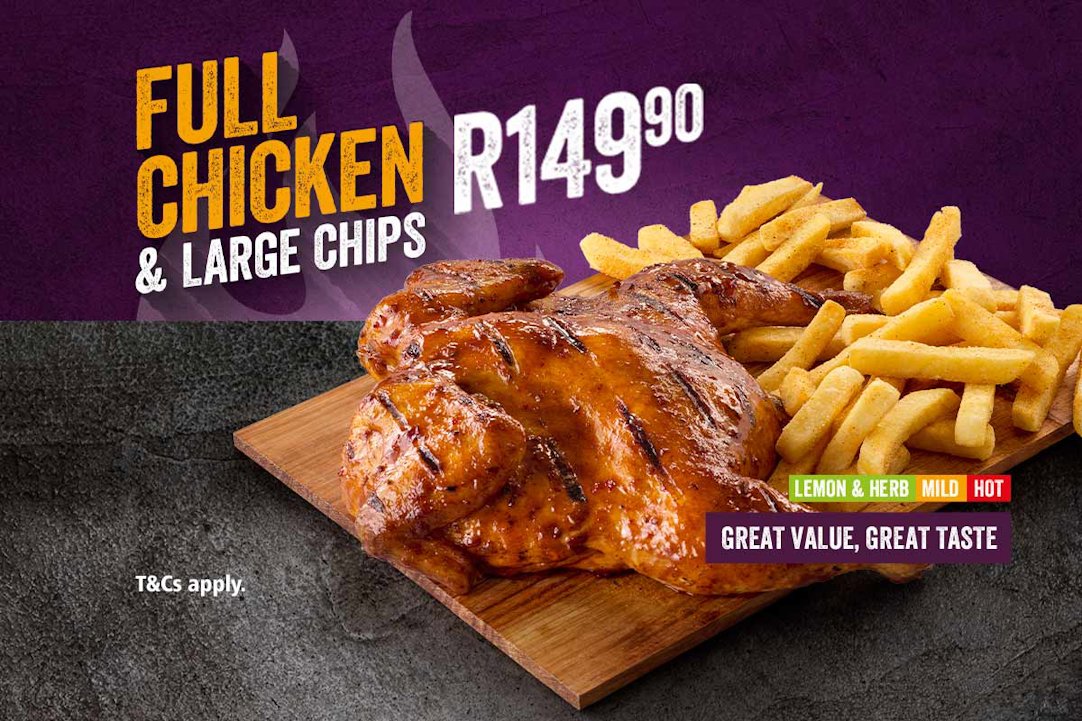 FULL
CHICKEN
& LARGE CHIPS
R14990
LEMON & HERB MILD HOT
GREAT VALUE, GREAT TASTE
T&Cs apply.